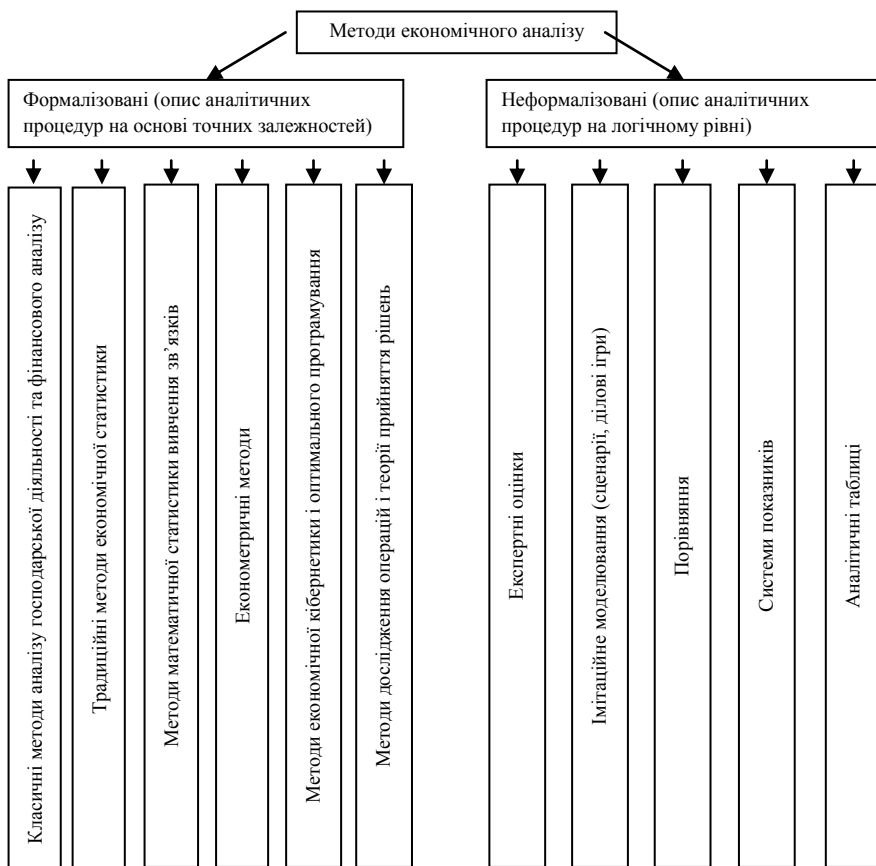 Методи економічного аналізу
Формалізовані (опис аналітичних
процедур на основі точних залежностей)
Неформалізовані (опис аналітичних
процедур на логічному рівні)
Класичні методи аналізу господарської діяльності та фінансового аналізу
Традиційні методи економічної статистики
Методи математичної статистики вивчення зв’язків
Економетричні методи
Методи економічної кібернетики і оптимального програмування
Методи дослідження операцій і теорії прийняття рішень
Експертні оцінки
Імітаційне моделювання (сценарії, ділові ігри)
Порівняння
Системи показників
Аналітичні таблиці